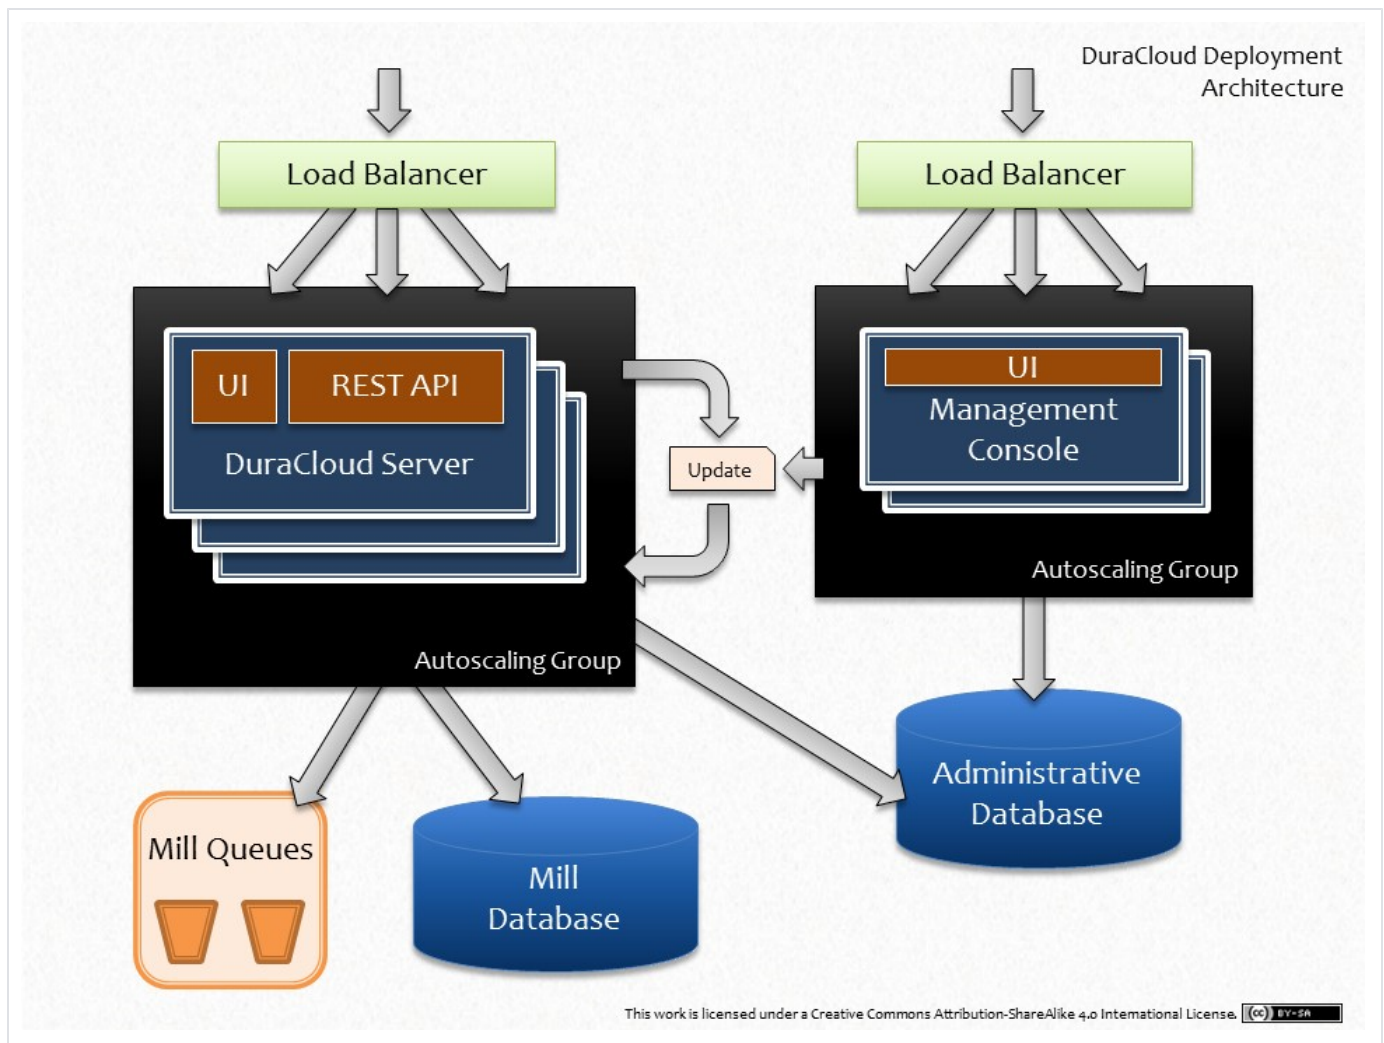 DuraCloud Deployment
Architecture
Load Balancer
Load Balancer
UI
REST API
DuraCloud Server
Autoscaling Group
Update
UI
Management
Console
Autoscaling Group
Mill Queues
Mill
Database
Administrative
Database
This work is licensed under a Creative Commons Attribution-ShareAlike 4.0 International License.
cc BY-SA